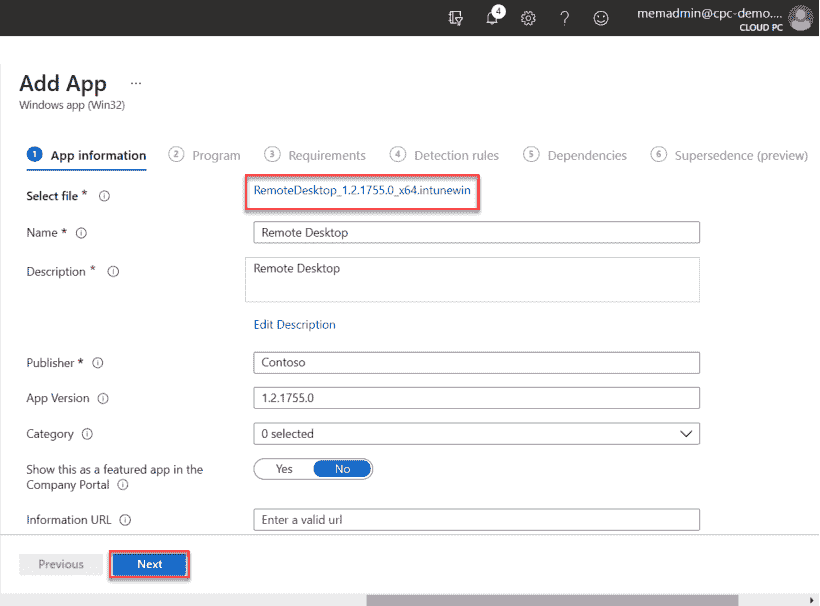 4
memadmin@cpc-demo....
CLOUD PC
Add App ...
Windows app (Win32)
1 App information 2 Program 3 Requirements 4 Detection rules 5 Dependencies 6 Supersedence (preview)
Select file * RemoteDesktop_1.2.1755.0_x64.intunewin
Name * Remote Desktop
Description * Remote Desktop
Edit Description
Publisher * Contoso
App Version 1.2.1755.0
Category 0 selected
Show this as a featured app in the Yes No
Company Portal
Information URL Enter a valid url
Previous Next